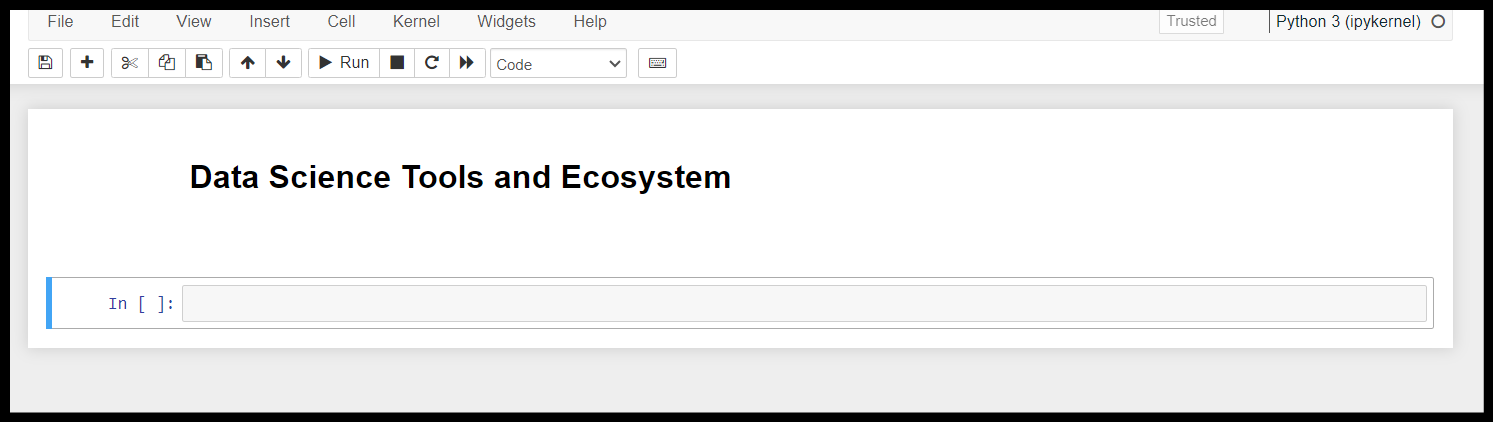 File Edit View Insert Cell Kernel Widgets Help Trusted Python 3 (ipykernel)
Run Code
Data Science Tools and Ecosystem
In [ ]: